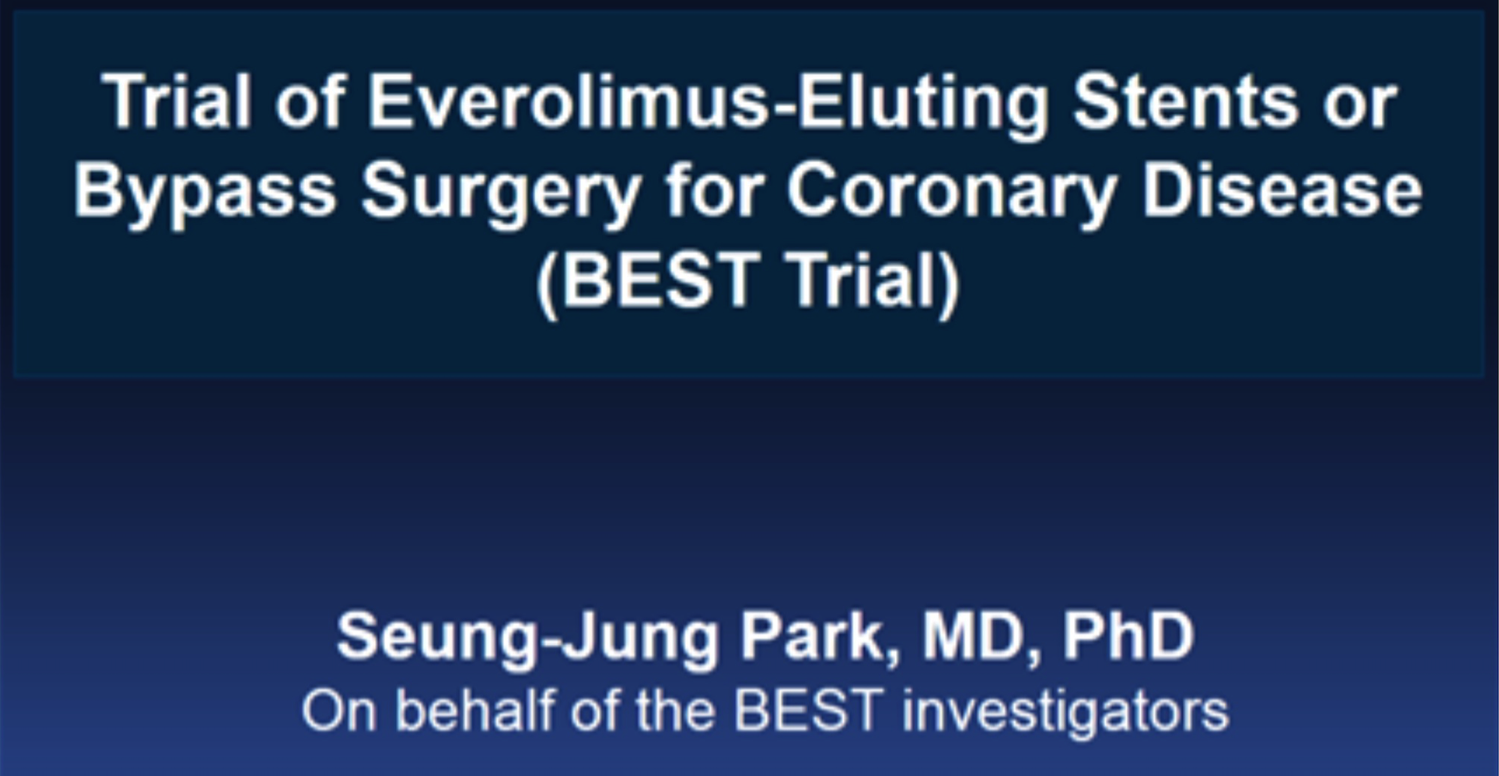 Trial of Everolimus-Eluting Stents or
Bypass Surgery for Coronary Disease
(BEST Trial)
Seung-Jung Park, MD, PhD
On behalf of the BEST investigators